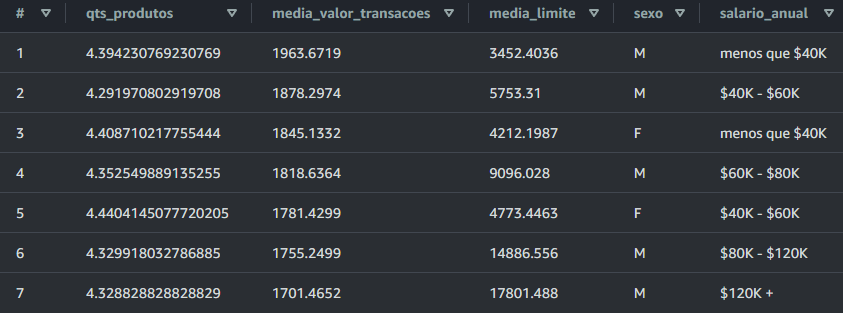 # qts_produtos media_valor_transacoes media_limite sexo salario_anual
1 4.394230769230769 1963.6719 3452.4036 M menos que $40K
2 4.291970802919708 1878.2974 5753.31 M $40K - $60K
3 4.408710217755444 1845.1332 4212.1987 F menos que $40K
4 4.352549889135255 1818.6364 9096.028 M $60K - $80K
5 4.4404145077720205 1781.4299 4773.4463 F $40K - $60K
6 4.329918032786885 1755.2499 14886.556 M $80K - $120K
7 4.328828828828829 1701.4652 17801.488 M $120K +